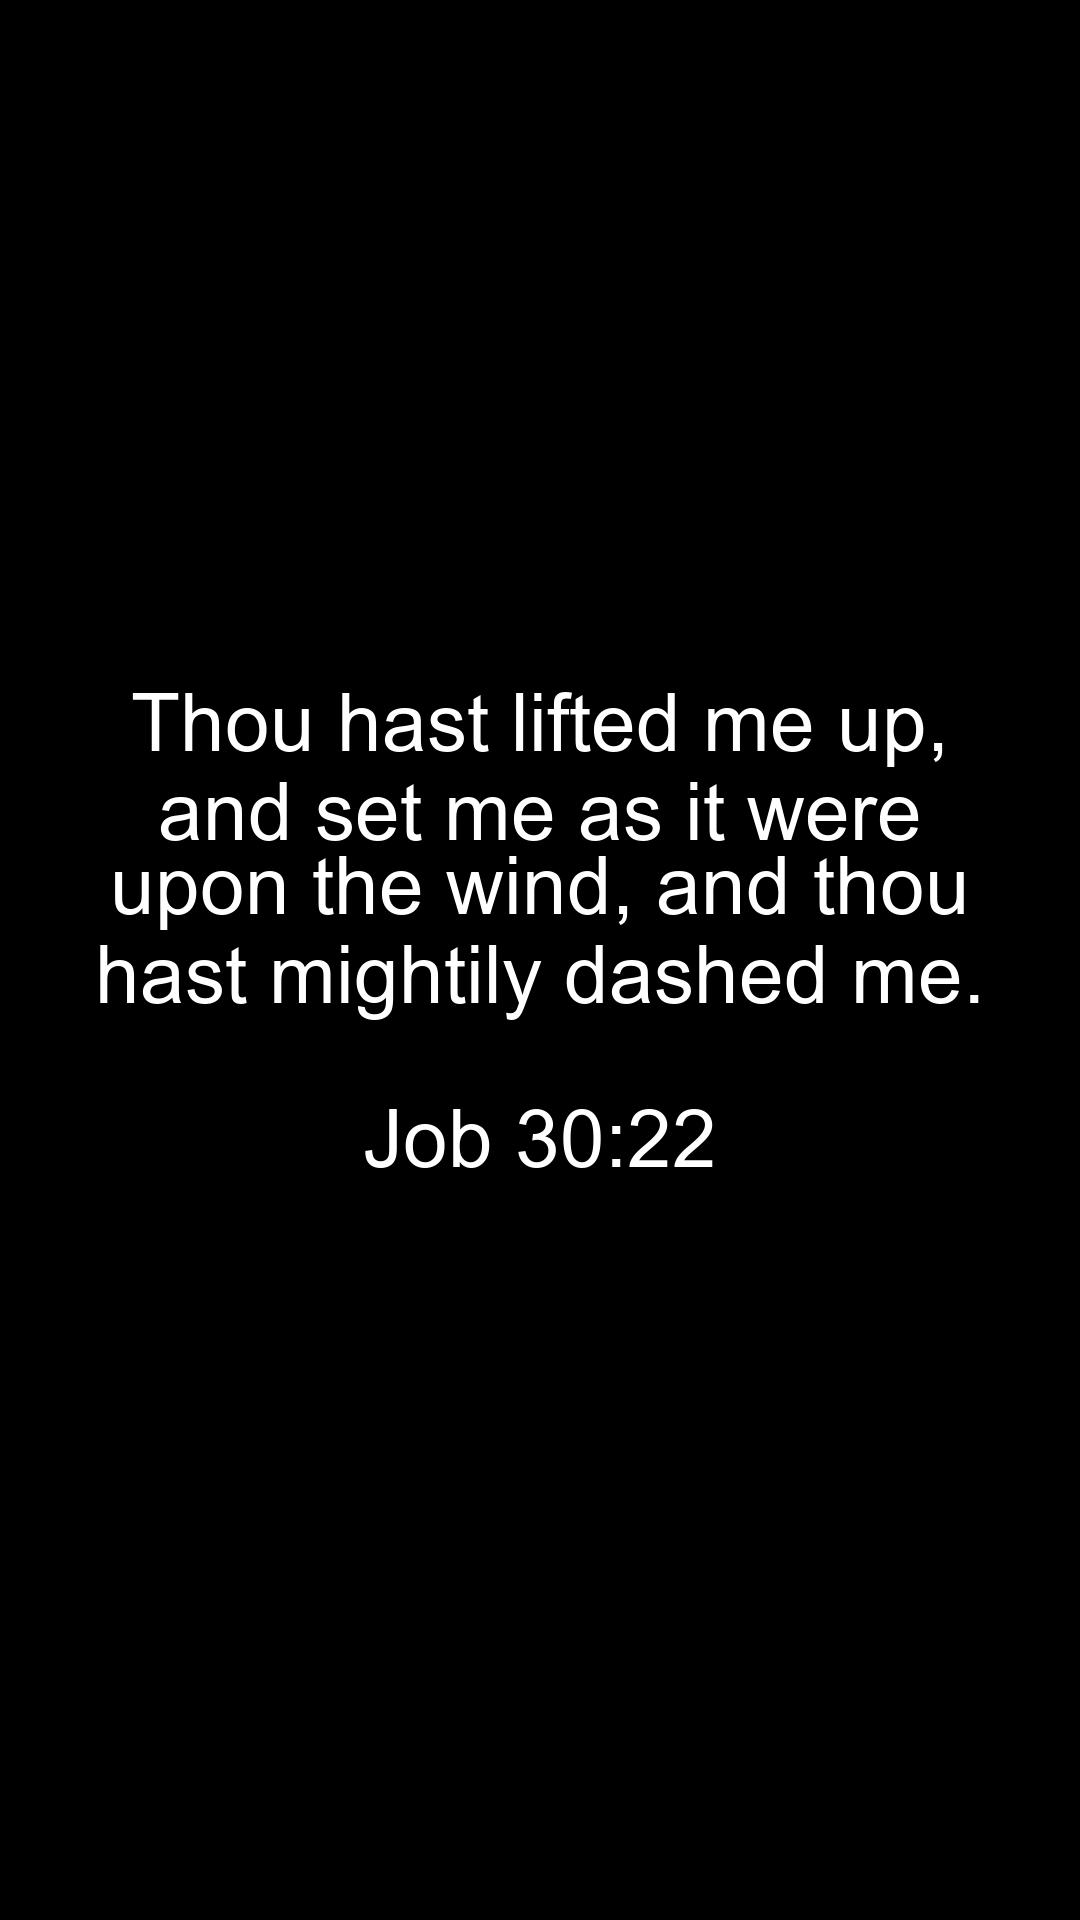 Thou hast lifted me up,
and set me as it were
upon the wind, and thou
hast mightily dashed me.
Job 30:22